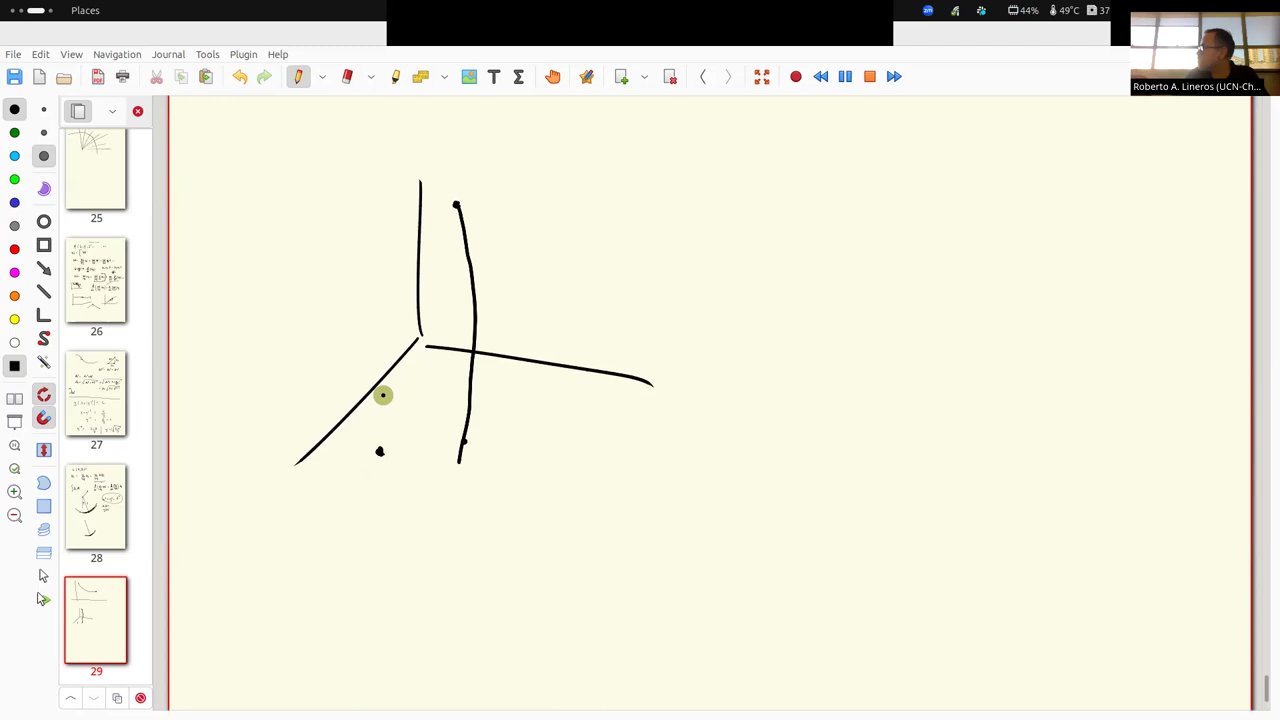 Places
44%
49°C
37
File Edit View Navigation Journal Tools Plugin Help
Roberto A. Lineros (UCN-Ch...
25
26
27
28
29